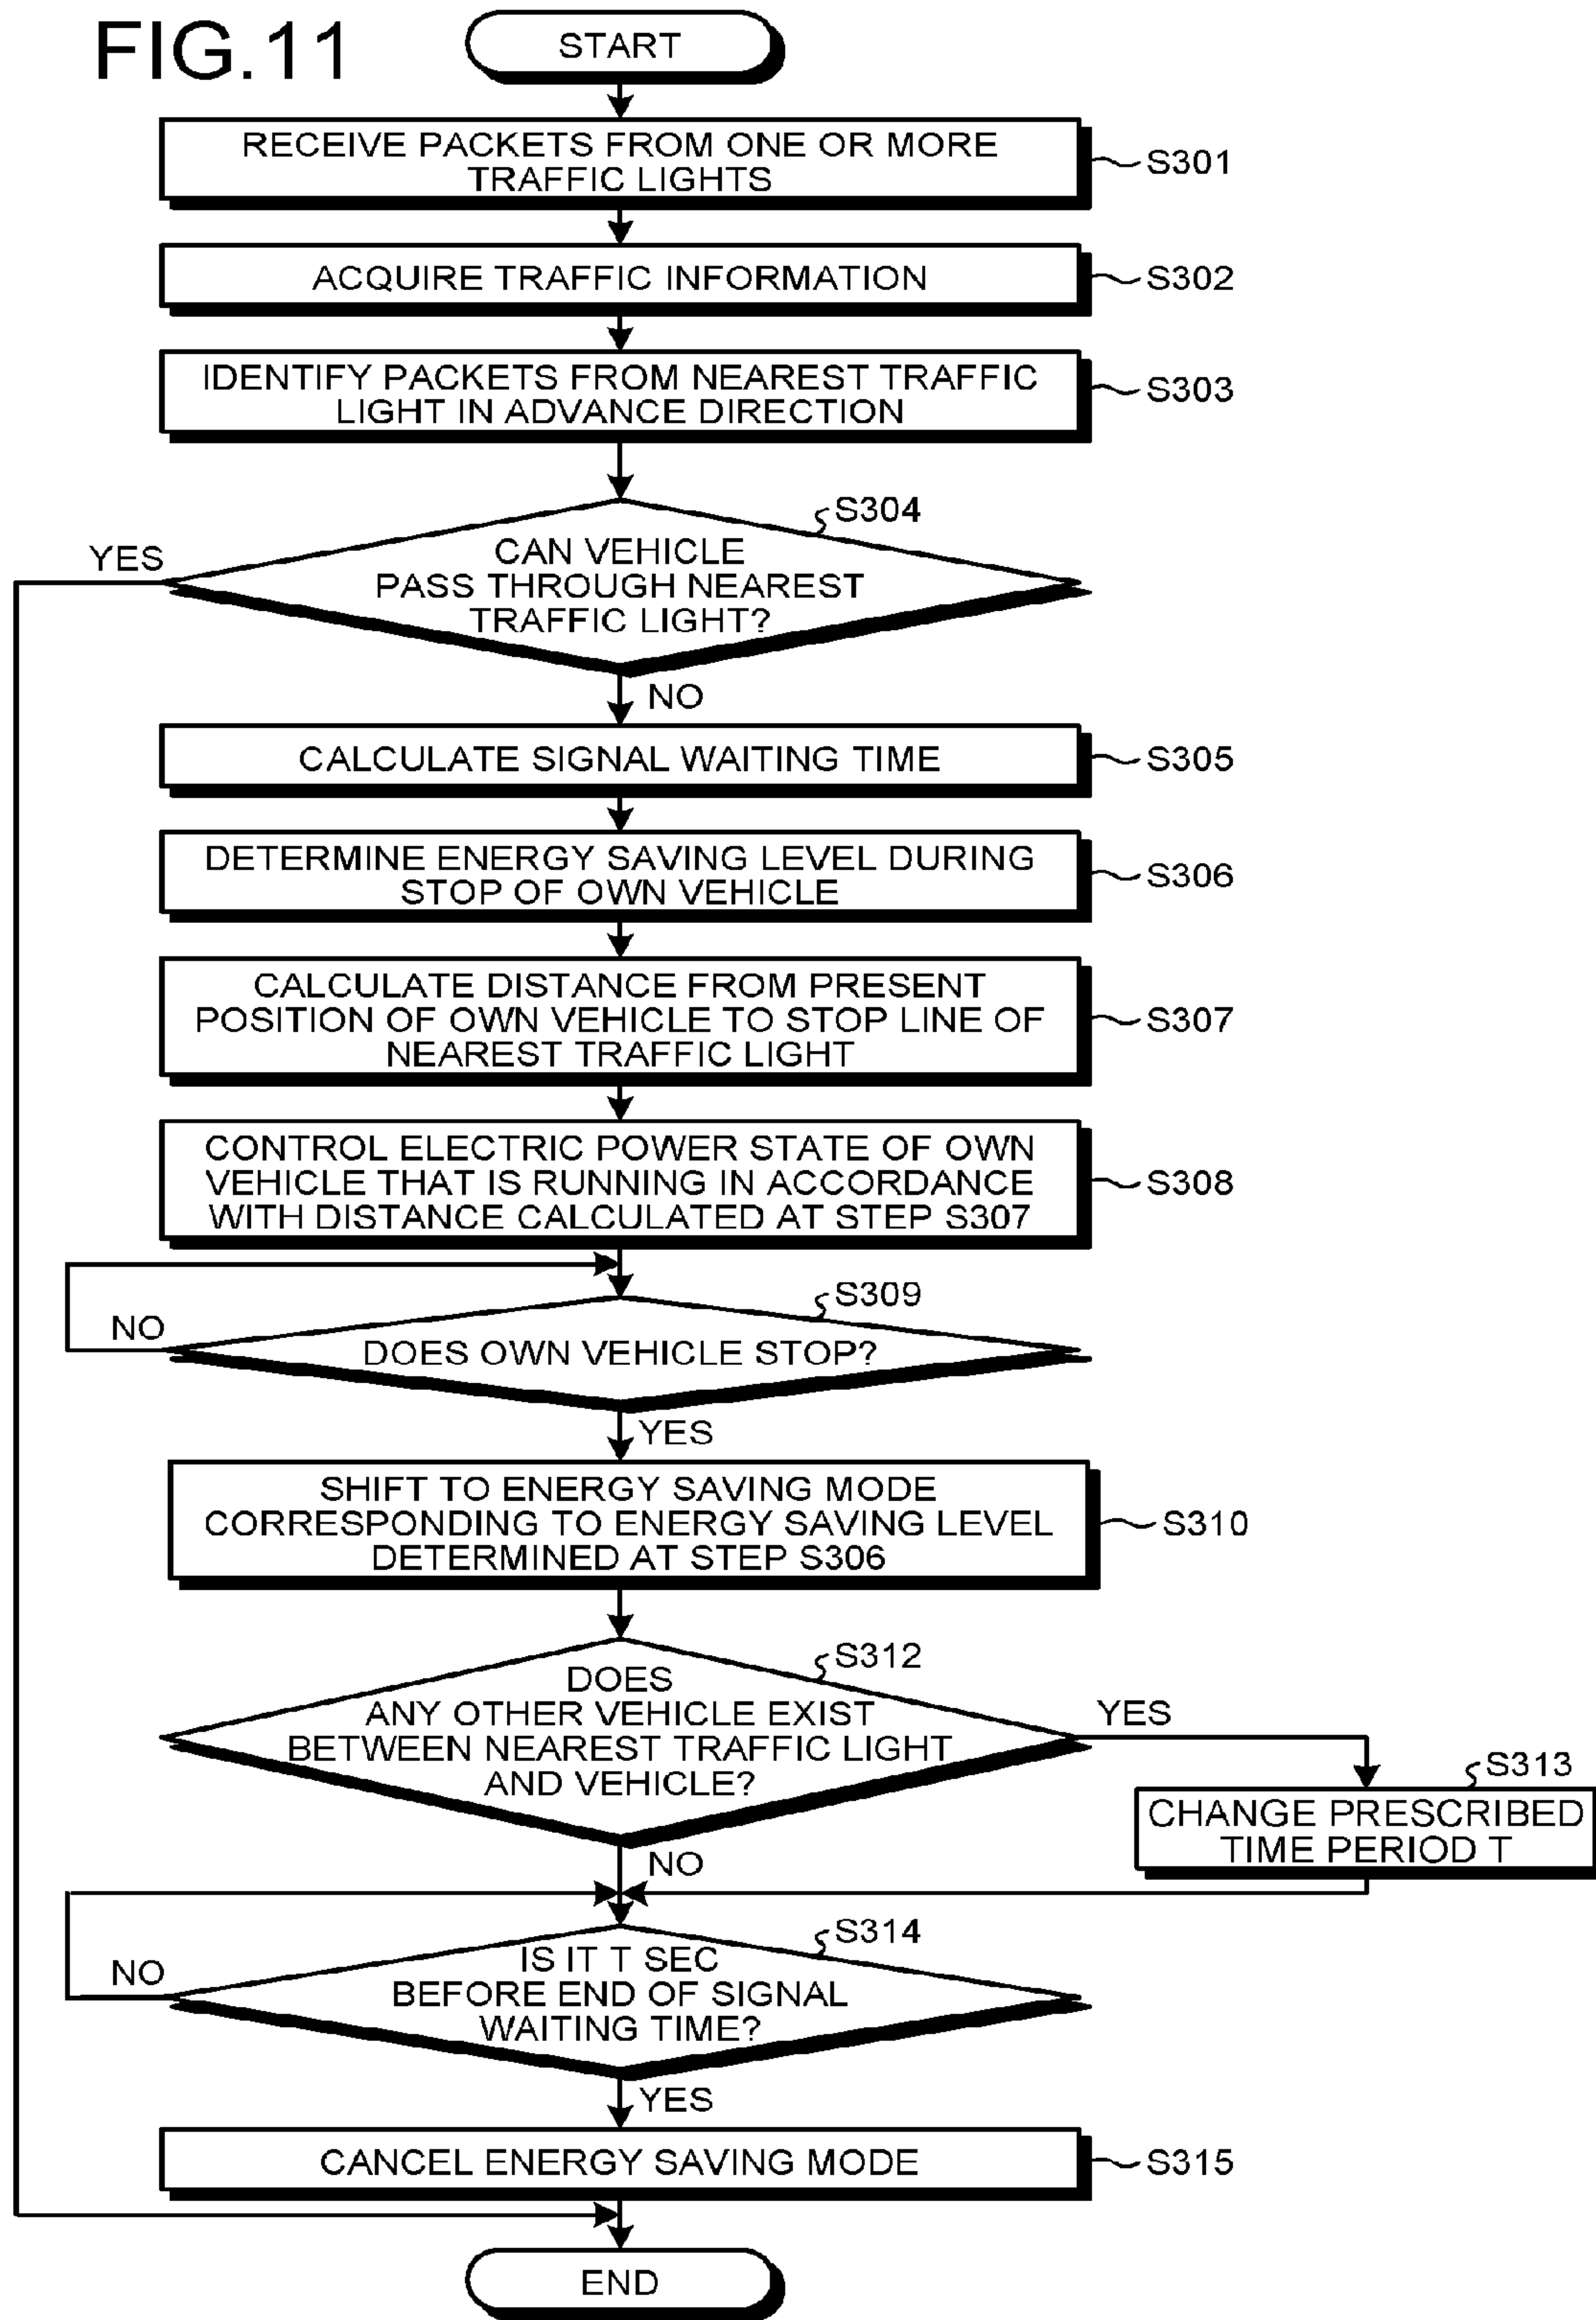 FIG.11
START
RECEIVE PACKETS FROM ONE OR MORE
TRAFFIC LIGHTS
S301
ACQUIRE TRAFFIC INFORMATION
S302
IDENTIFY PACKETS FROM NEAREST TRAFFIC
LIGHT IN ADVANCE DIRECTION
S303
S304
YES
CAN VEHICLE
PASS THROUGH NEAREST
TRAFFIC LIGHT?
NO
CALCULATE SIGNAL WAITING TIME
S305
DETERMINE ENERGY SAVING LEVEL DURING
STOP OF OWN VEHICLE
S306
CALCULATE DISTANCE FROM PRESENT
POSITION OF OWN VEHICLE TO STOP LINE OF
NEAREST TRAFFIC LIGHT
S307
CONTROL ELECTRIC POWER STATE OF OWN
VEHICLE THAT IS RUNNING IN ACCORDANCE
WITH DISTANCE CALCULATED AT STEP S307
S308
S309
NO
DOES OWN VEHICLE STOP?
YES
SHIFT TO ENERGY SAVING MODE
CORRESPONDING TO ENERGY SAVING LEVEL
DETERMINED AT STEP S306
S310
S312
DOES
ANY OTHER VEHICLE EXIST
BETWEEN NEAREST TRAFFIC LIGHT
AND VEHICLE?
YES
S313
CHANGE PRESCRIBED
TIME PERIOD T
NO
S314
NO
IS IT T SEC
BEFORE END OF SIGNAL
WAITING TIME?
YES
CANCEL ENERGY SAVING MODE
S315
END